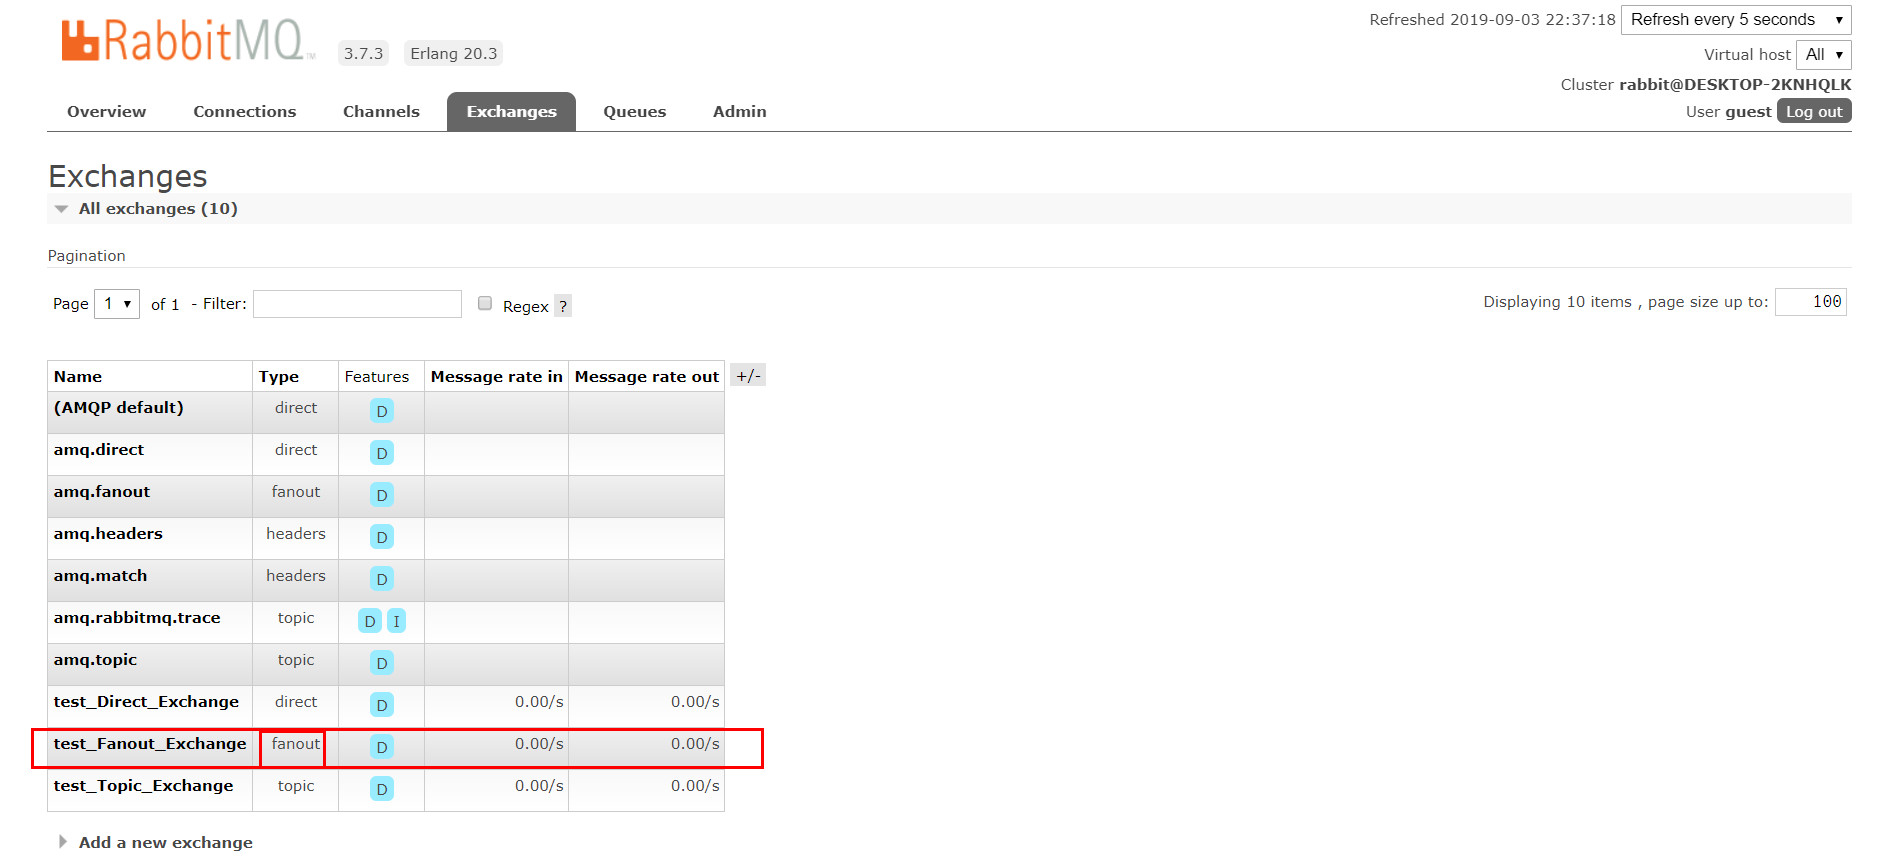 RabbitMQ™ 3.7.3 Erlang 20.3
Refreshed 2019-09-03 22:37:18 Refresh every 5 seconds
Virtual host All
Cluster rabbit@DESKTOP-2KNHQLK
User guest Log out
Overview Connections Channels Exchanges Queues Admin
Exchanges
All exchanges (10)
Pagination
Page 1 of 1 - Filter: Regex ? Displaying 10 items , page size up to: 100
Name Type Features Message rate in Message rate out +/-
(AMQP default) direct D
amq.direct direct D
amq.fanout fanout D
amq.headers headers D
amq.match headers D
amq.rabbitmq.trace topic D I
amq.topic topic D
test_Direct_Exchange direct D 0.00/s 0.00/s
test_Fanout_Exchange fanout D 0.00/s 0.00/s
test_Topic_Exchange topic D 0.00/s 0.00/s
Add a new exchange